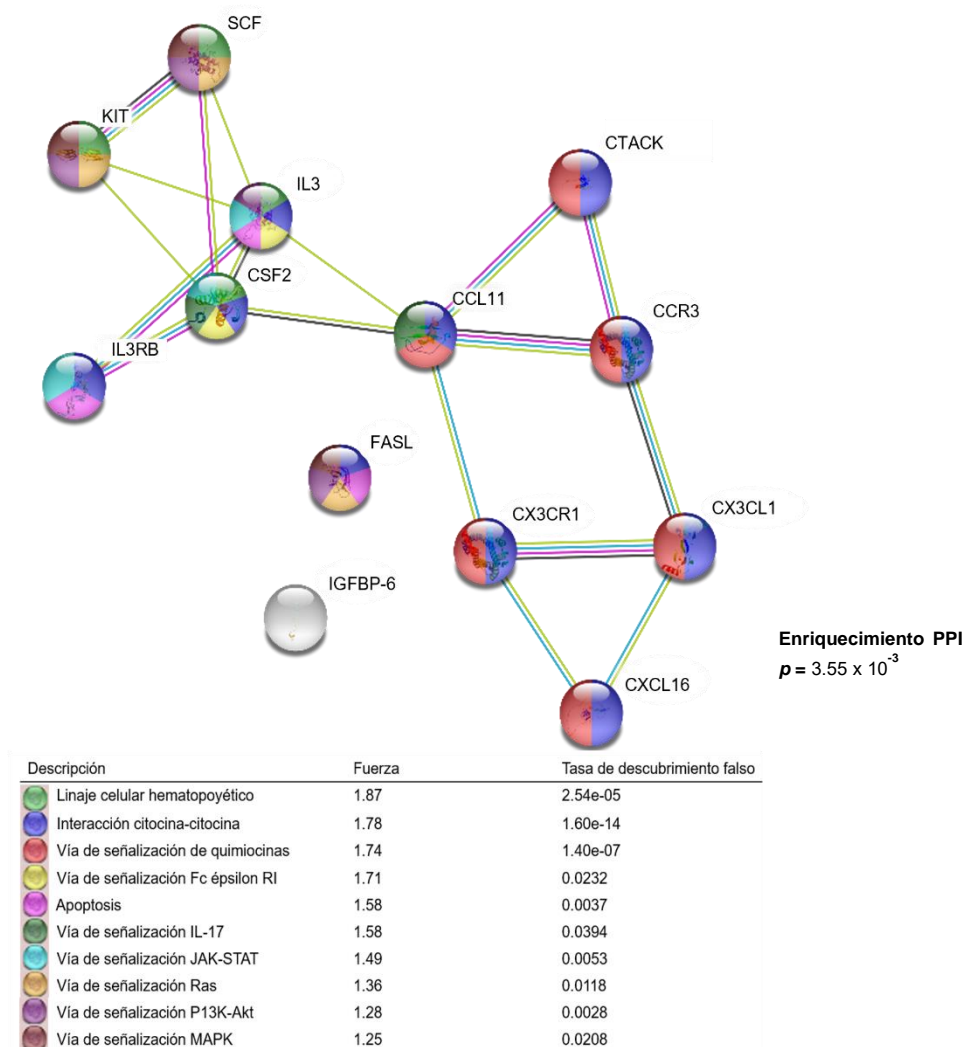 SCF
KIT
CTACK
IL3
CSF2
CCL11
CCR3
IL3RB
FASL
CX3CR1
CX3CL1
IGFBP-6
Enriquecimiento PPI
p = 3.55 x 10-3
CXCL16
Descripción Fuerza Tasa de descubrimiento falso
Linaje celular hematopoyético 1.87 2.54e-05
Interacción citocina-citocina 1.78 1.60e-14
Vía de señalización de quimiocinas 1.74 1.40e-07
Vía de señalización Fc épsilon RI 1.71 0.0232
Apoptosis 1.58 0.0037
Vía de señalización IL-17 1.58 0.0394
Vía de señalización JAK-STAT 1.49 0.0053
Vía de señalización Ras 1.36 0.0118
Vía de señalización P13K-Akt 1.28 0.0028
Vía de señalización MAPK 1.25 0.0208